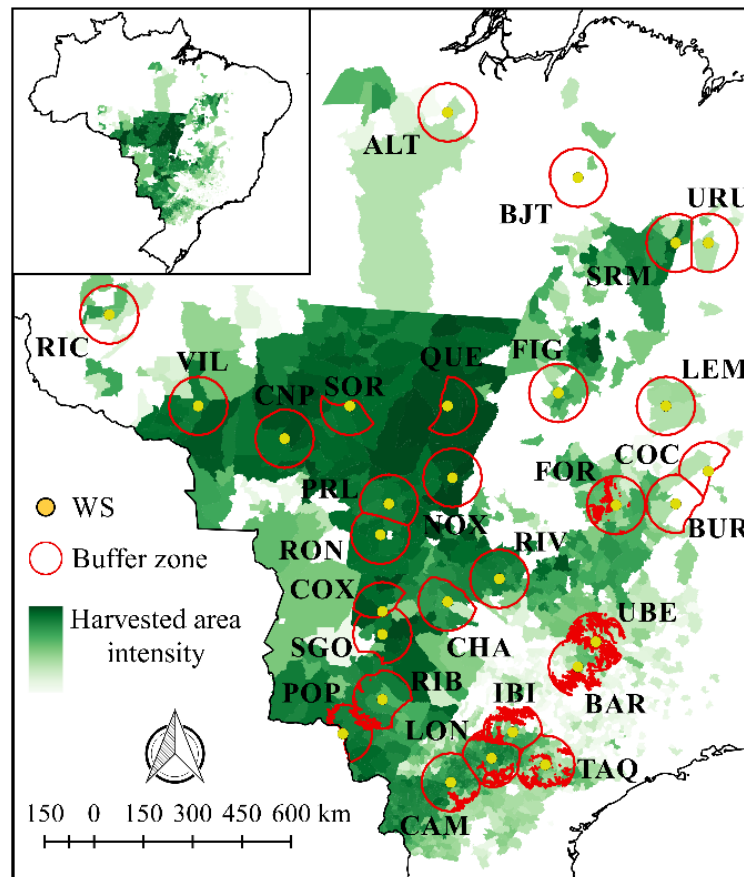 ALT
BJT
URU
SRM
RIC
VIL
CNP
SOR
QUE
FIG
LEM
COC
FOR
PRL
NOX
BUR
WS
Buffer zone
RON
RIV
COX
Harvested area
intensity
SGO
CHA
UBE
POP
RIB
IBI
BAR
LON
TAQ
CAM
150 0 150 300 450 600 km